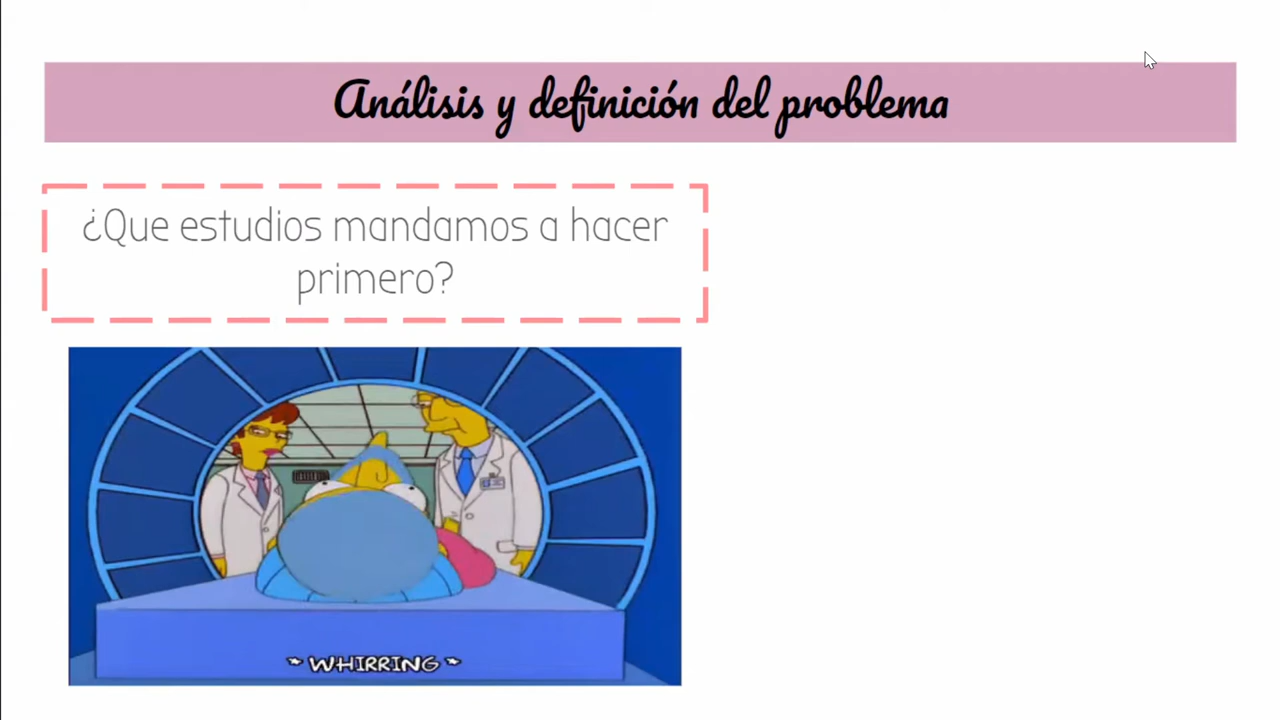 Análisis y definición del problema
¿Que estudios mandamos a hacer
primero?
~ WHIRRING ~